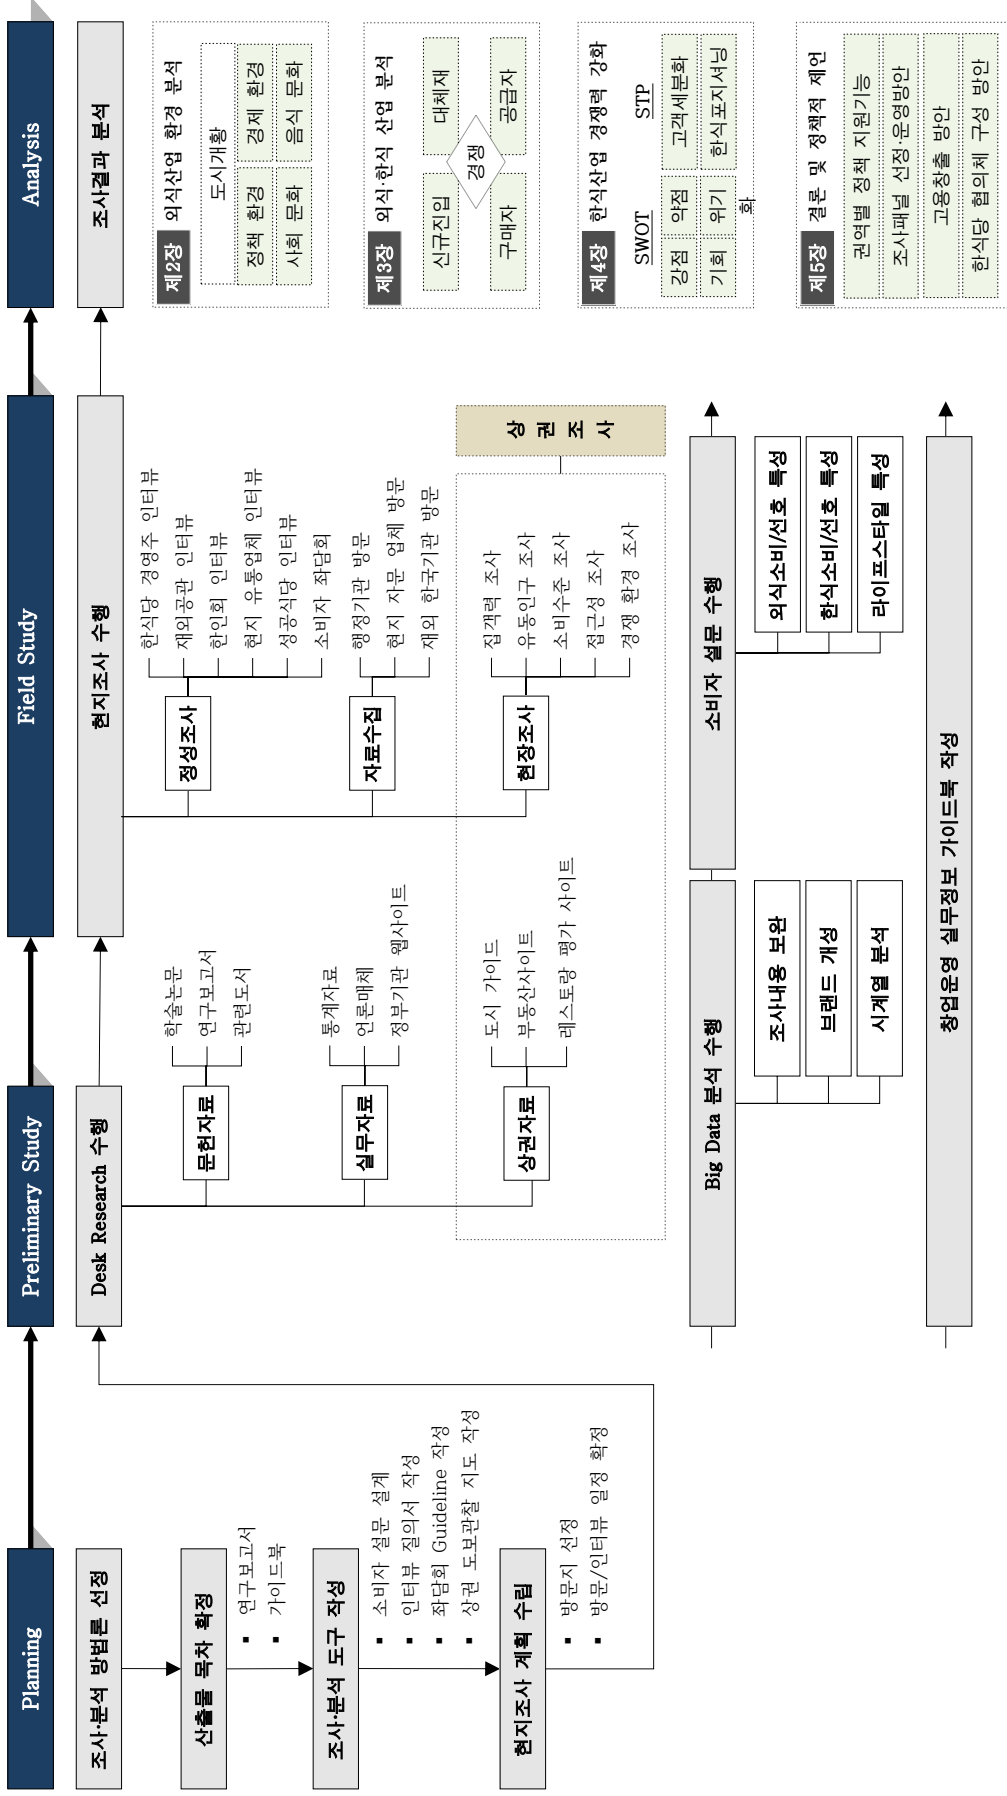 Planning
Preliminary Study
Field Study
Analysis
조사·분석 방법론 선정
산출물 목차 확정
▪ 연구보고서
▪ 가이드북
조사·분석 도구 작성
▪ 소비자 설문 설계
▪ 인터뷰 질의서 작성
▪ 좌담회 Guideline 작성
▪ 상권 도보관찰 지도 작성
현지조사 계획 수립
▪ 방문지 선정
▪ 방문/인터뷰 일정 확정
Desk Research 수행
문헌자료
학술논문
연구보고서
관련도서
실무자료
통계자료
언론매체
정부기관 웹사이트
상권자료
도시 가이드
부동산사이트
레스토랑 평가 사이트
현지조사 수행
정성조사
한식당 경영주 인터뷰
재외공관 인터뷰
한인회 인터뷰
현지 유통업체 인터뷰
성공식당 인터뷰
소비자 좌담회
자료수집
행정기관 방문
현지 자문 업체 방문
재외 한국기관 방문
현장조사
집객력 조사
유동인구 조사
소비수준 조사
접근성 조사
경쟁 환경 조사
상 권 조 사
Big Data 분석 수행
조사내용 보완
브랜드 개성
시계열 분석
소비자 설문 수행
외식소비/선호 특성
한식소비/선호 특성
라이프스타일 특성
창업운영 실무정보 가이드북 작성
조사결과 분석
제2장 외식산업 환경 분석
도시개황
정책 환경 경제 환경
사회 문화 음식 문화
제3장 외식·한식 산업 분석
신규진입 대체재
경쟁
구매자 공급자
제4장 한식산업 경쟁력 강화
SWOT STP
강점 약점 고객세분화
기회 위기 한식포지셔닝
화
제5장 결론 및 정책적 제언
권역별 정책 지원기능
조사패널 선정·운영방안
고용창출 방안
한식당 협의체 구성 방안